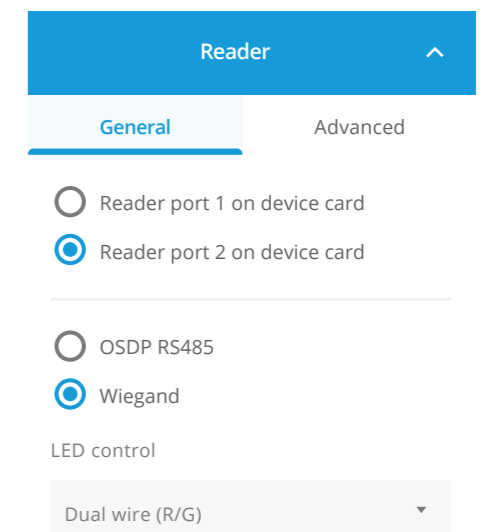 Reader
General Advanced
Reader port 1 on device card
Reader port 2 on device card
OSDP RS485
Wiegand
LED control
Dual wire (R/G)